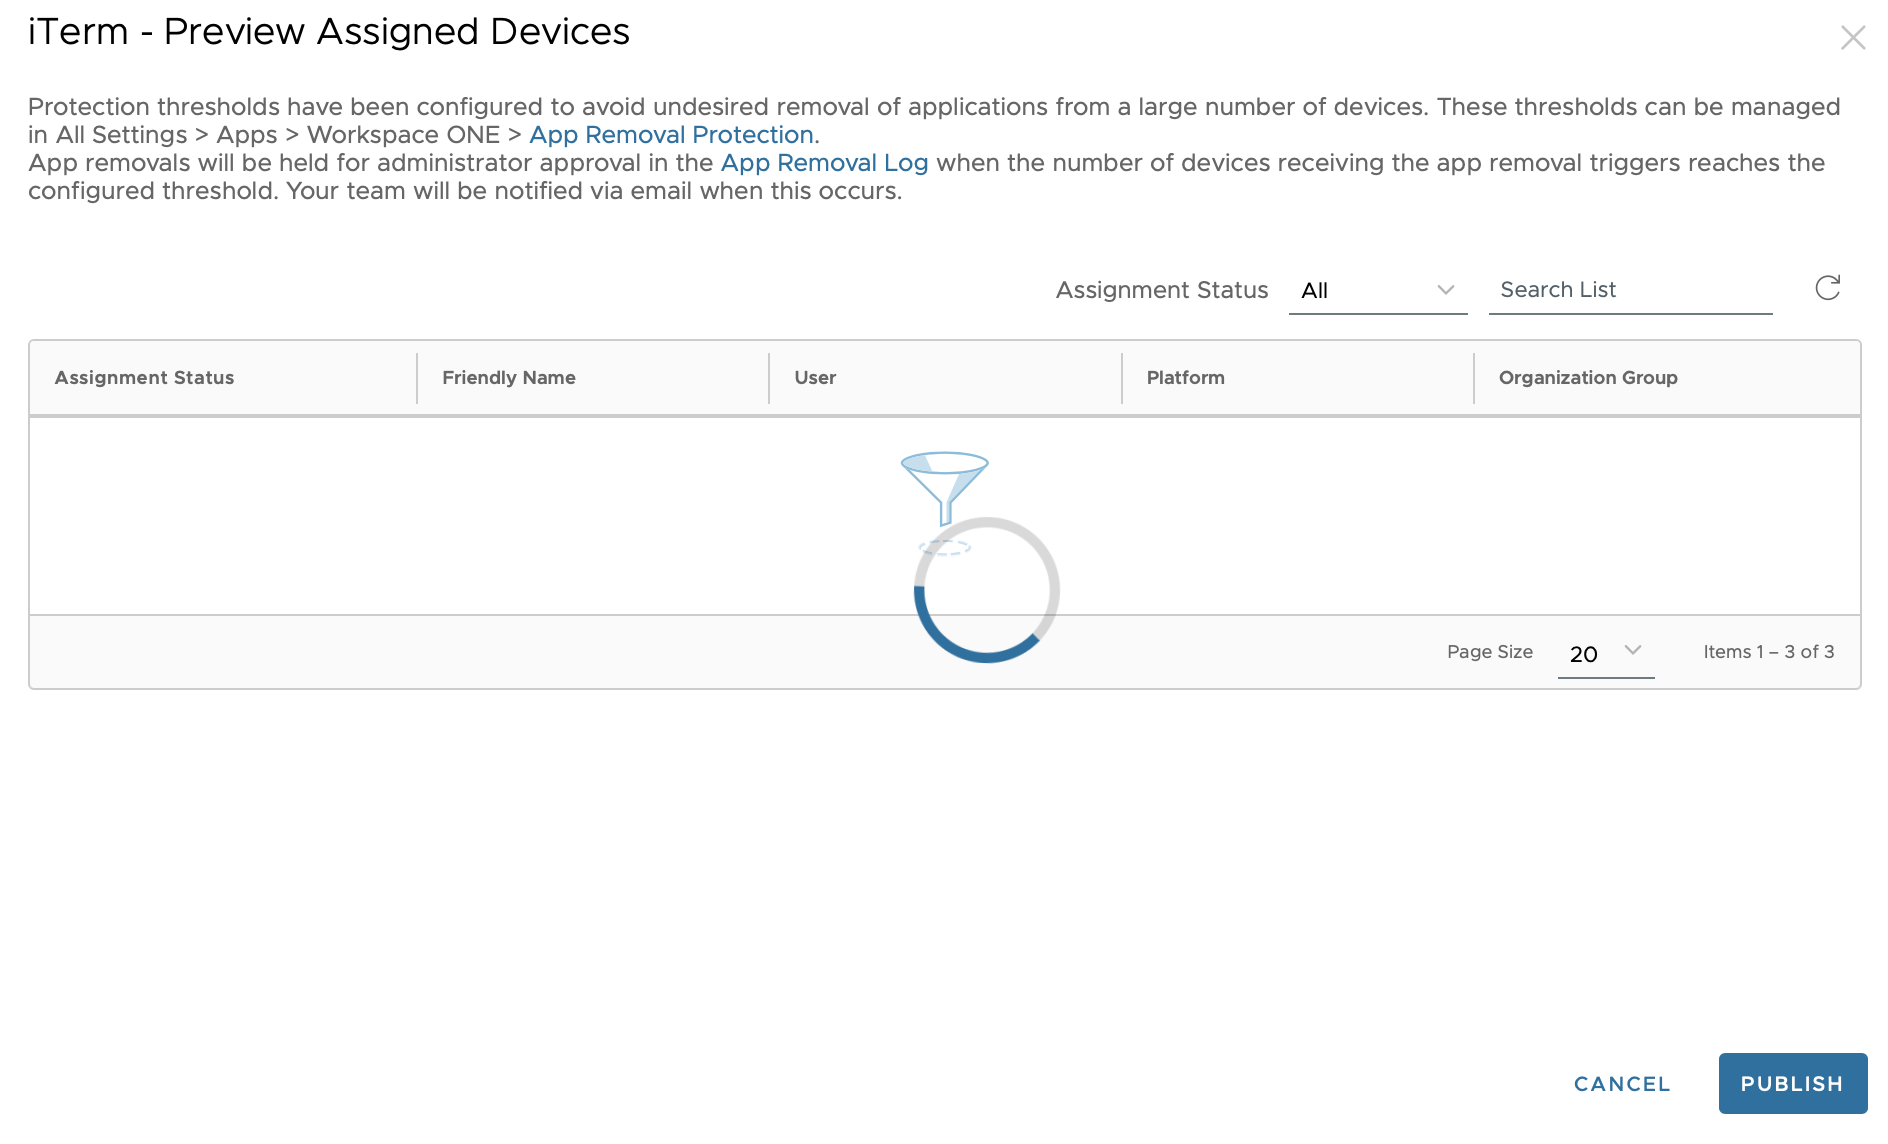 iTerm - Preview Assigned Devices
Protection thresholds have been configured to avoid undesired removal of applications from a large number of devices. These thresholds can be managed
in All Settings > Apps > Workspace ONE > App Removal Protection.
App removals will be held for administrator approval in the App Removal Log when the number of devices receiving the app removal triggers reaches the
configured threshold. Your team will be notified via email when this occurs.
Assignment Status All Search List
Assignment Status Friendly Name User Platform Organization Group
Page Size 20 Items 1 – 3 of 3
CANCEL PUBLISH